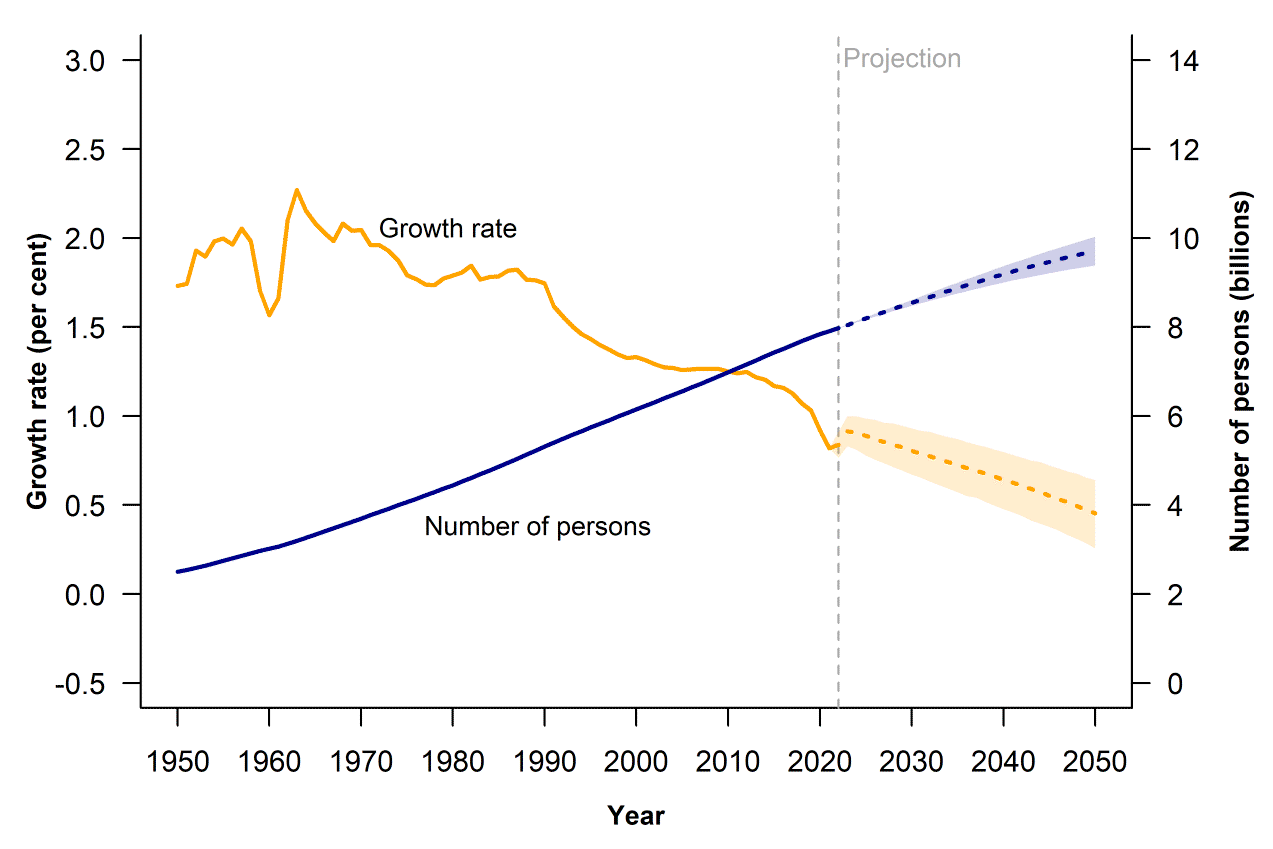 Projection
Growth rate
Number of persons
Growth rate (per cent)
3.0
2.5
2.0
1.5
1.0
0.5
0.0
-0.5
14
12
10
8
6
4
2
0
Number of persons (billions)
1950 1960 1970 1980 1990 2000 2010 2020 2030 2040 2050
Year